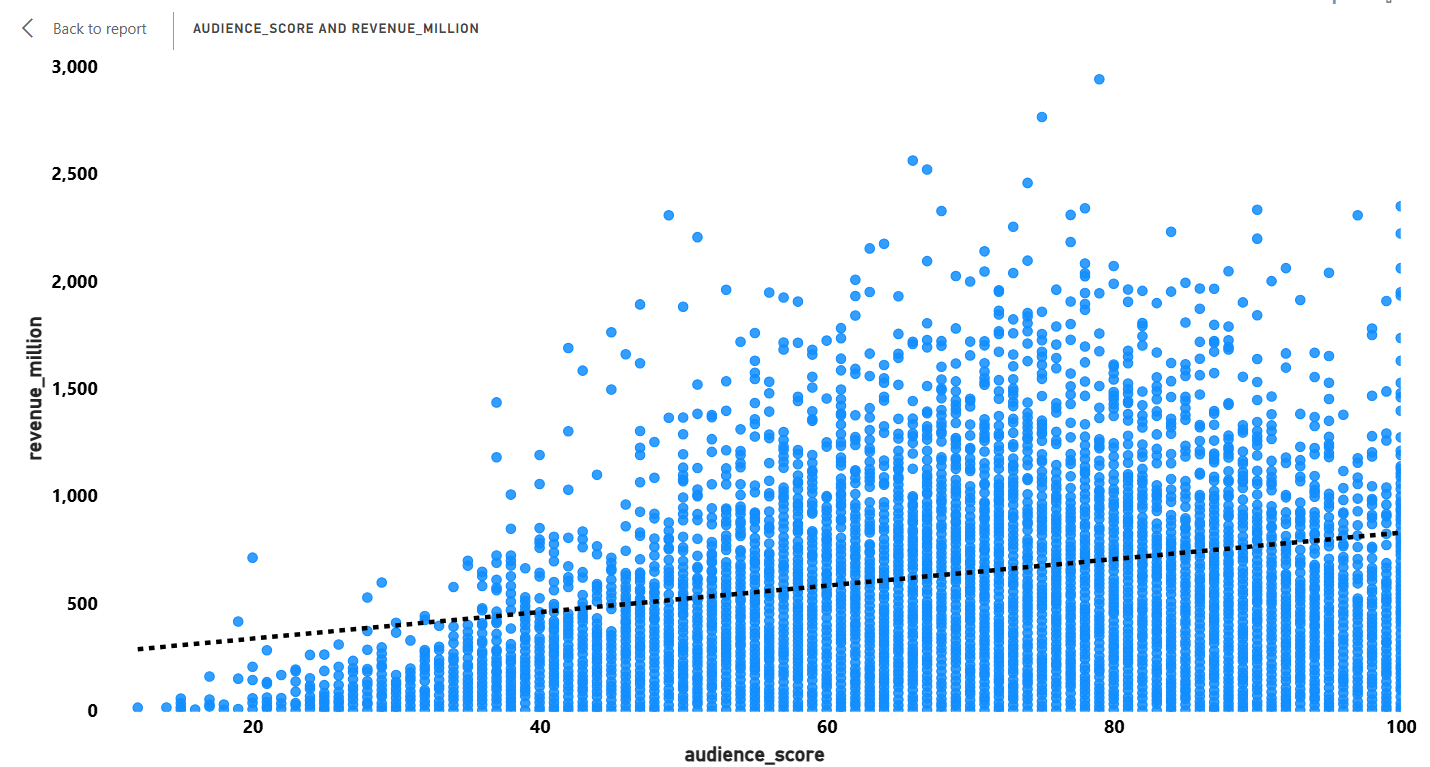 Back to report
AUDIENCE_SCORE AND REVENUE_MILLION
3,000
2,500
2,000
1,500
1,000
500
0
revenue_million
20 40 60 80 100
audience_score